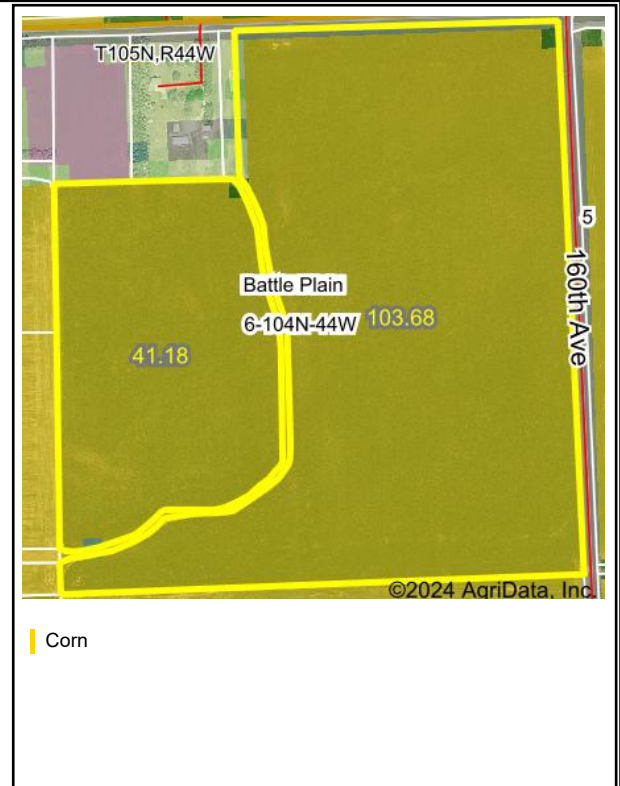 T105N,R44W
5
160th Ave
Battle Plain
6-104N-44W
103.68
41.18
©2024 AgriData, Inc.
Corn